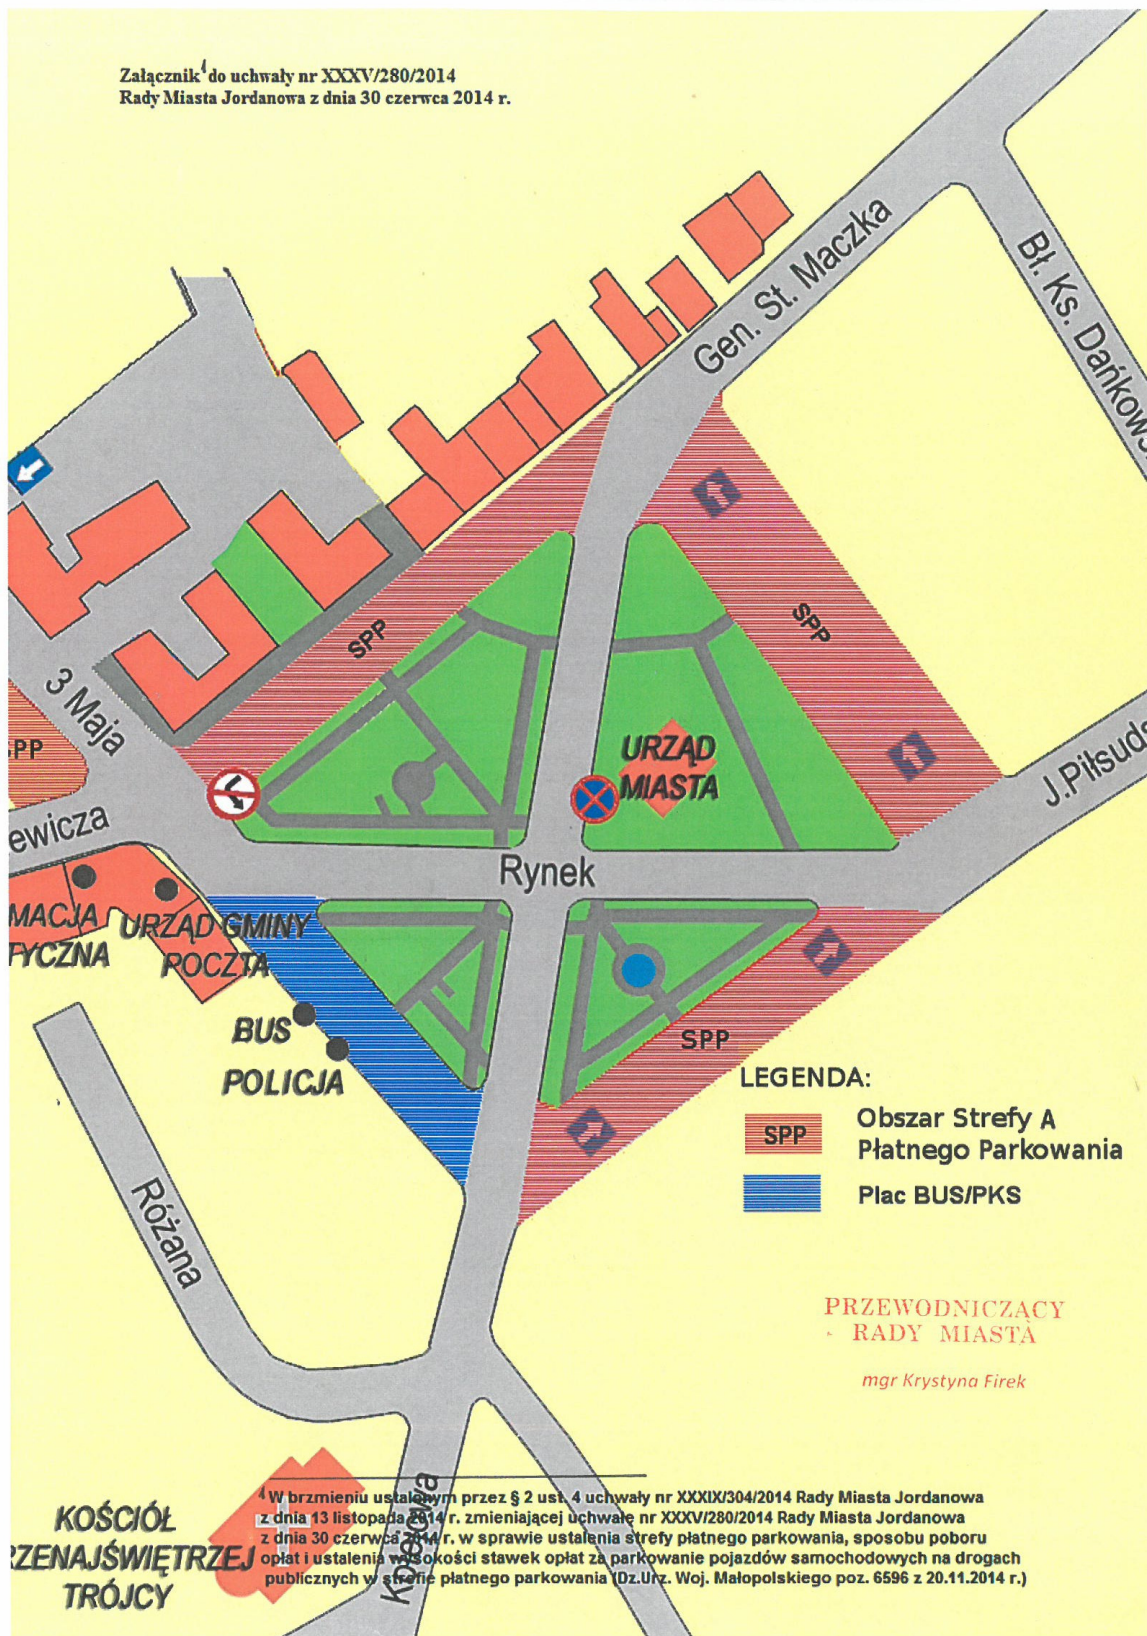 Załącznik⁴ do uchwały nr XXXV/280/2014
Rady Miasta Jordanowa z dnia 30 czerwca 2014 r.
Gen. St. Maczka
Bł. Ks. Dańkows
SPP
SPP
3 Maja
SPP
URZĄD
MIASTA
J.Piłsuds
ewicza
Rynek
MACJA
TYCZNA
URZĄD GMINY
POCZTA
BUS
POLICJA
SPP
LEGENDA:
SPP
Obszar Strefy A
Płatnego Parkowania
Plac BUS/PKS
Różana
PRZEWODNICZĄCY
RADY MIASTA
mgr Krystyna Firek
Kolejowa
KOŚCIÓŁ
RZENAJŚWIĘTRZEJ
TRÓJCY
⁴ W brzmieniu ustalonym przez § 2 ust. 4 uchwały nr XXXIX/304/2014 Rady Miasta Jordanowa
z dnia 13 listopada 2014 r. zmieniającej uchwałę nr XXXV/280/2014 Rady Miasta Jordanowa
z dnia 30 czerwca 2014 r. w sprawie ustalenia strefy płatnego parkowania, sposobu poboru
opłat i ustalenia wysokości stawek opłat za parkowanie pojazdów samochodowych na drogach
publicznych w strefie płatnego parkowania (Dz.Urz. Woj. Małopolskiego poz. 6596 z 20.11.2014 r.)